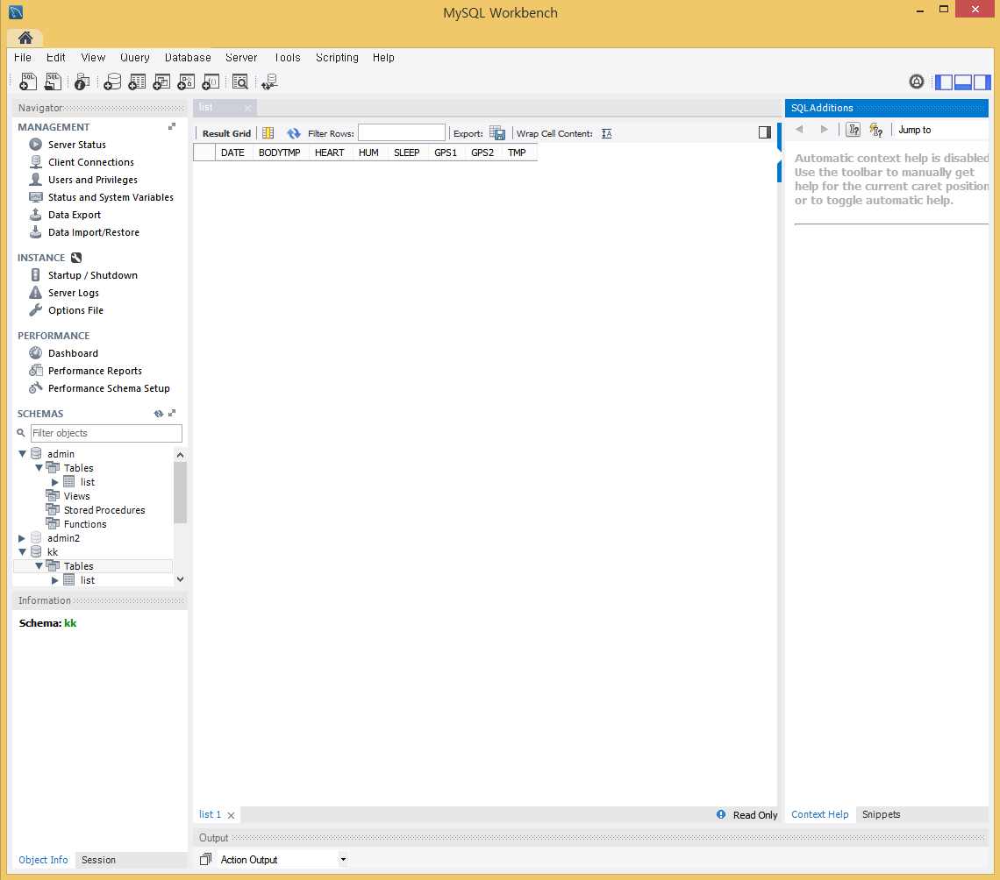 MySQL Workbench
File Edit View Query Database Server Tools Scripting Help
Navigator
MANAGEMENT
Server Status
Client Connections
Users and Privileges
Status and System Variables
Data Export
Data Import/Restore
INSTANCE
Startup / Shutdown
Server Logs
Options File
PERFORMANCE
Dashboard
Performance Reports
Performance Schema Setup
SCHEMAS
Filter objects
admin
Tables
list
Views
Stored Procedures
Functions
admin2
kk
Tables
list
Information
Schema: kk
Object Info Session
list
Result Grid Filter Rows: Export: Wrap Cell Content:
DATE BODYTMP HEART HUM SLEEP GPS1 GPS2 TMP
list 1 Read Only
Output
Action Output
SQLAdditions
Jump to
Automatic context help is disabled
Use the toolbar to manually get
help for the current caret position
or to toggle automatic help.
Context Help Snippets